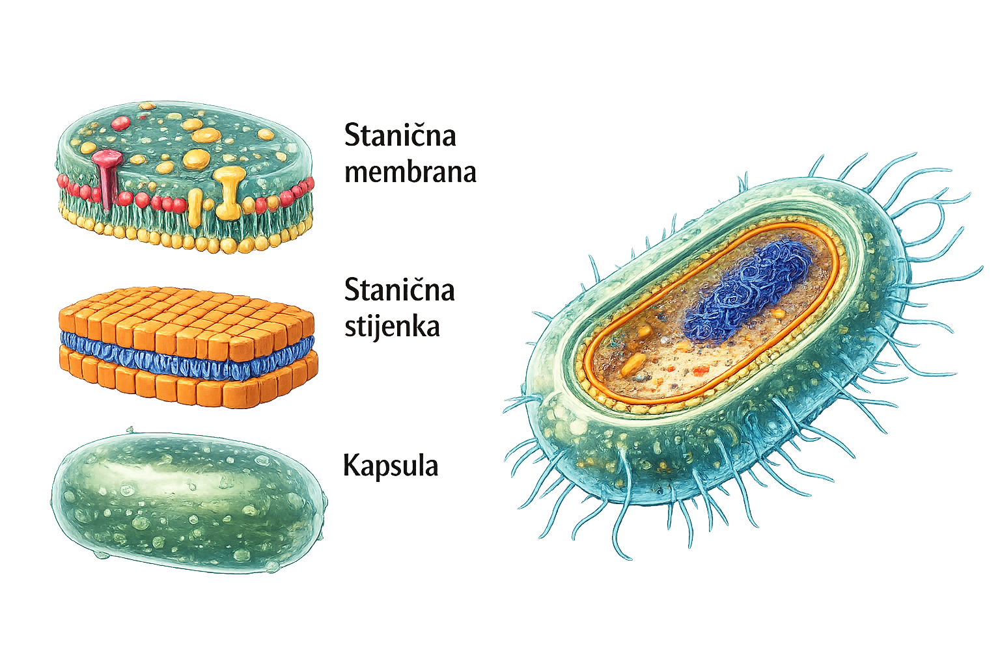 Stanična
membrana
Stanična
stijenka
Kapsula